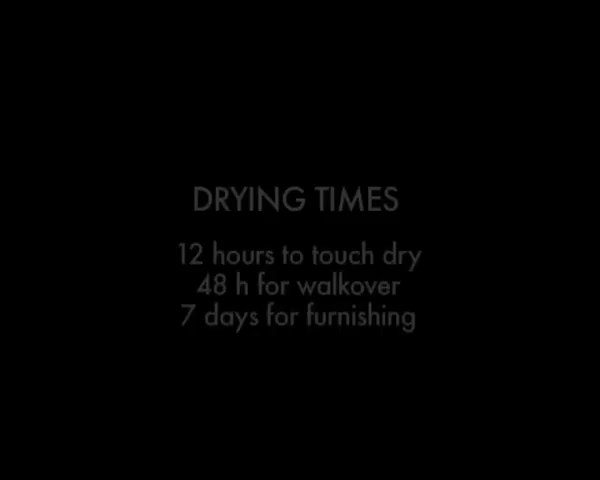 DRYING TIMES
12 hours to touch dry
48 h for walkover
7 days for furnishing